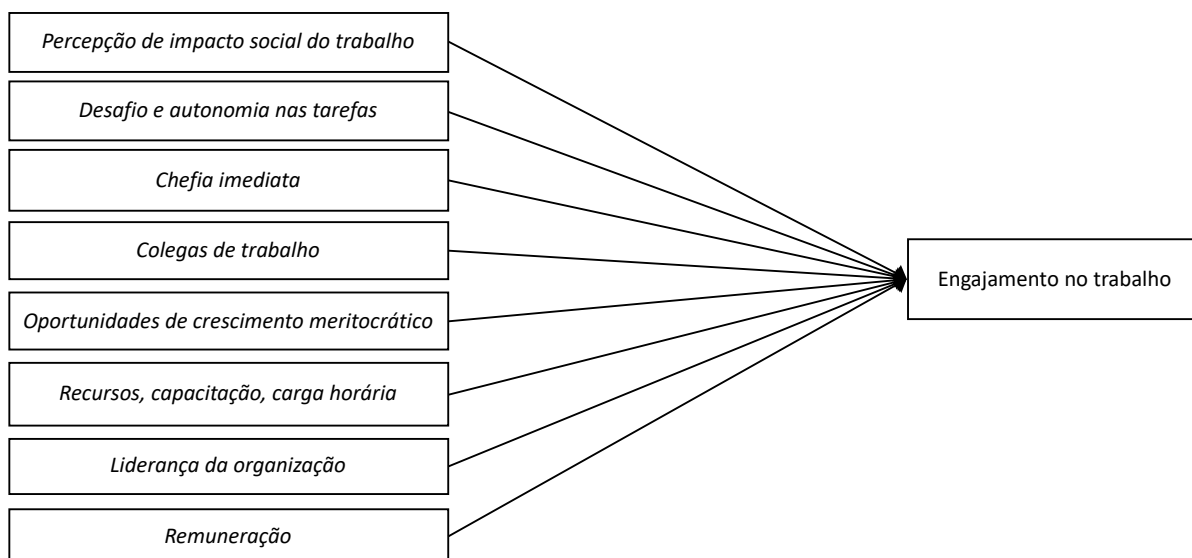 Percepção de impacto social do trabalho
Desafio e autonomia nas tarefas
Chefia imediata
Colegas de trabalho
Engajamento no trabalho
Oportunidades de crescimento meritocrático
Recursos, capacitação, carga horária
Liderança da organização
Remuneração